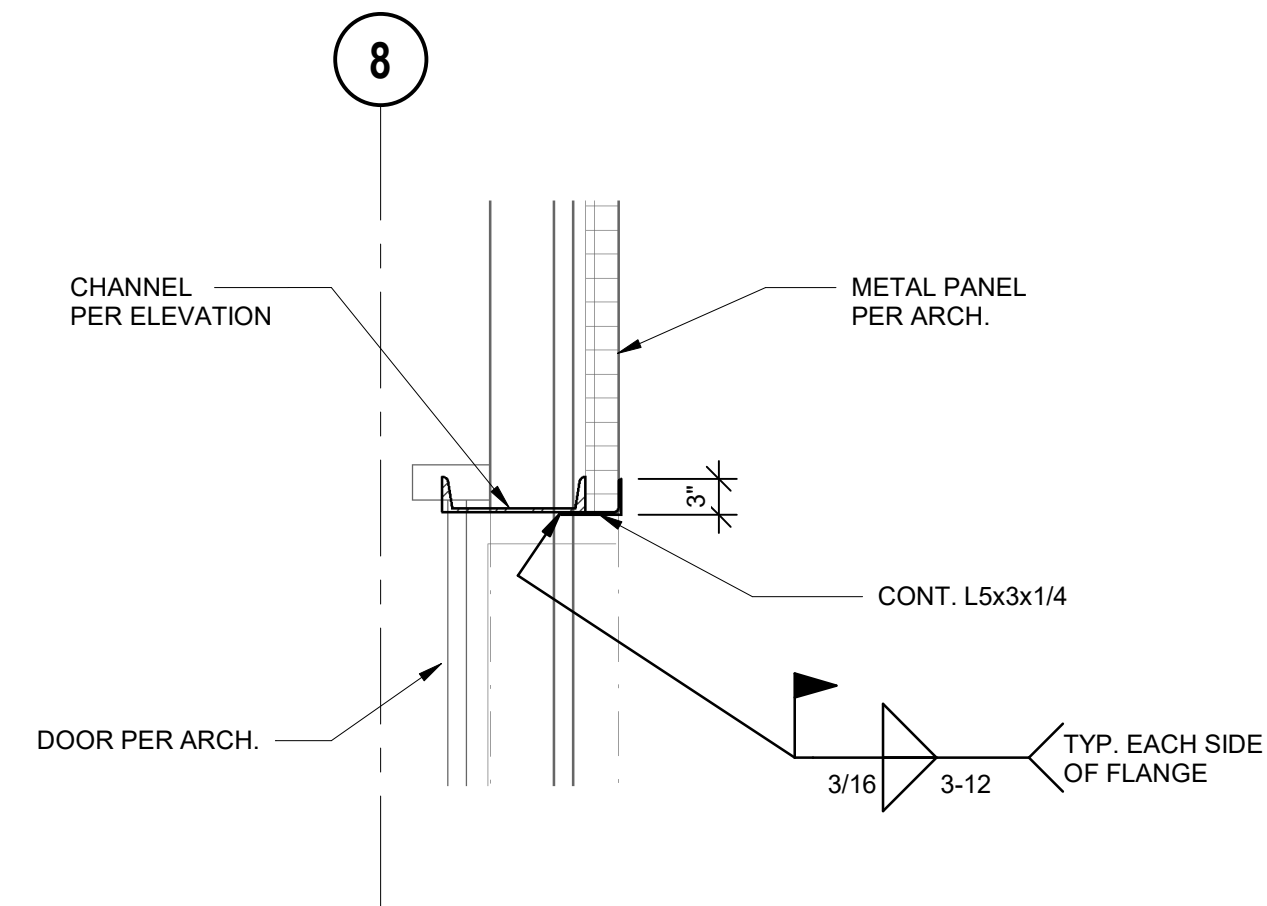 8
CHANNEL
PER ELEVATION
METAL PANEL
PER ARCH.
3"
CONT. L5x3x1/4
DOOR PER ARCH.
3/16
3-12
TYP. EACH SIDE
OF FLANGE